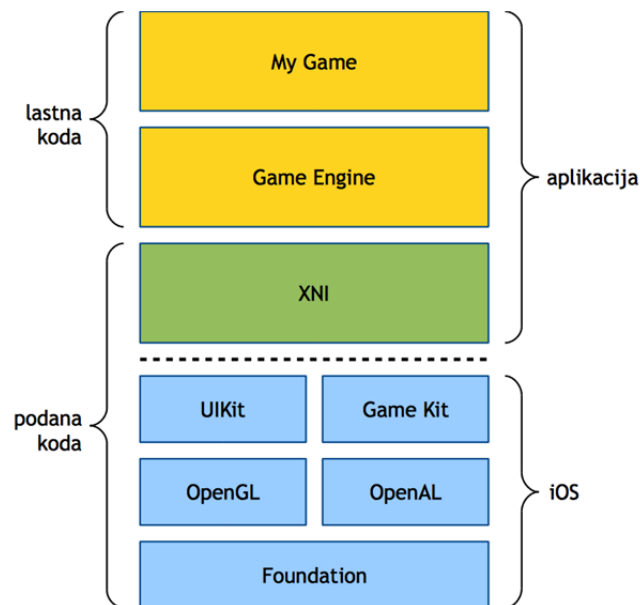 My Game
lastna
koda
Game Engine
aplikacija
XNI
podana
koda
UIKit
Game Kit
OpenGL
OpenAL
iOS
Foundation